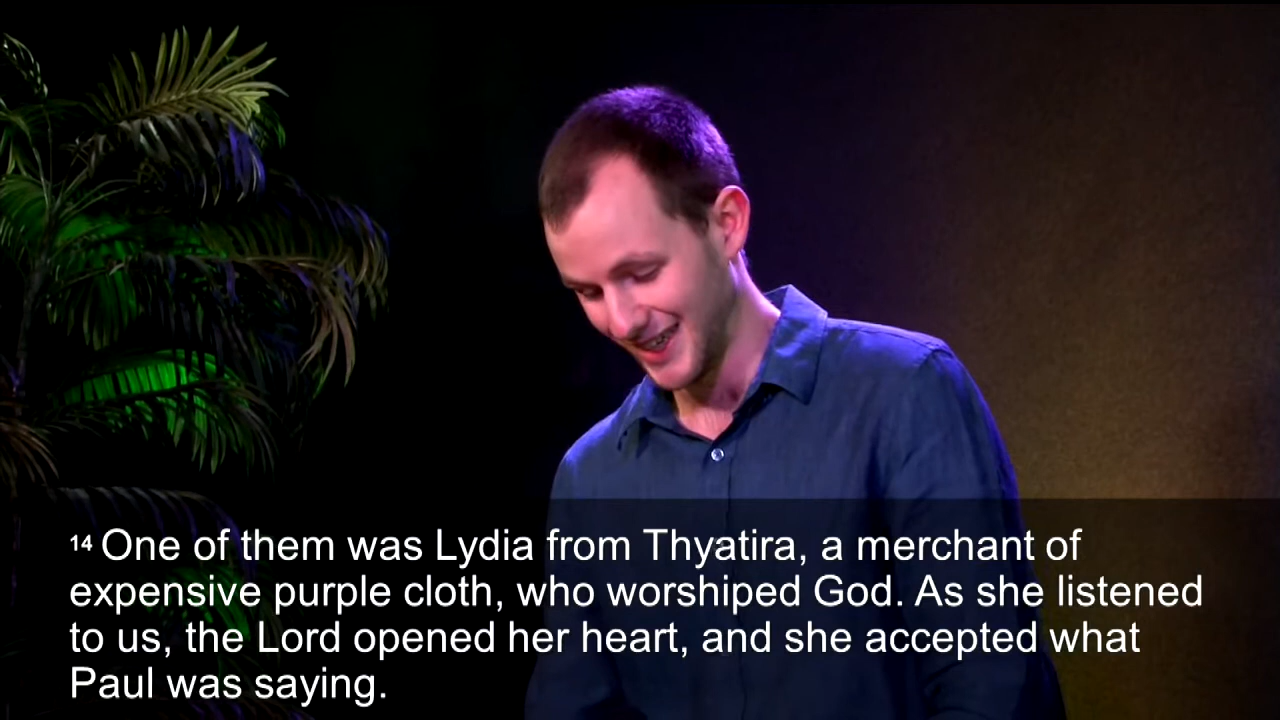 14 One of them was Lydia from Thyatira, a merchant of
expensive purple cloth, who worshiped God. As she listened
to us, the Lord opened her heart, and she accepted what
Paul was saying.